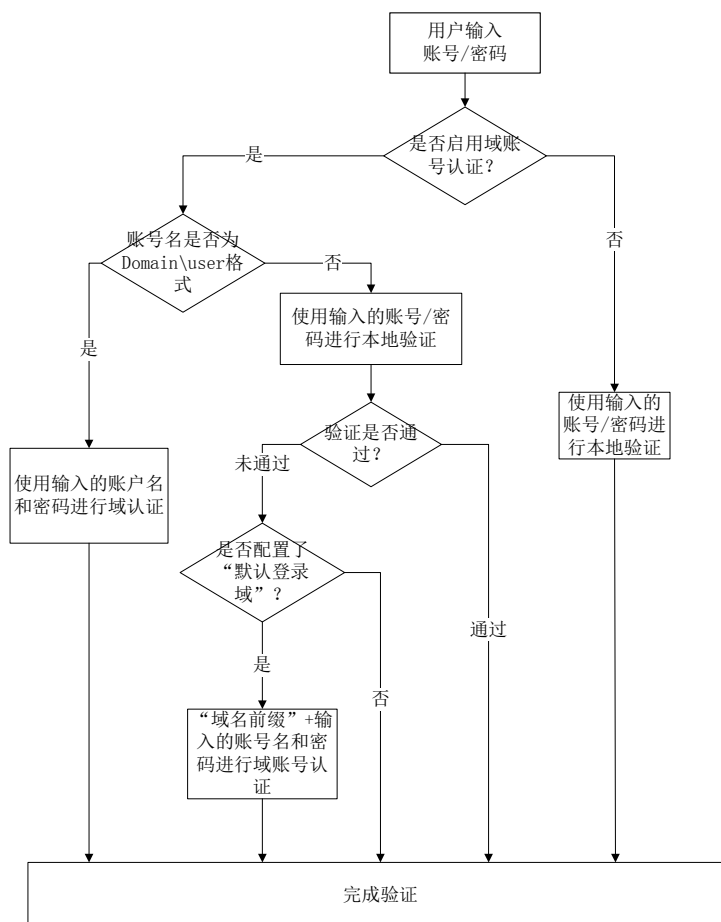 用户输入
账号/密码
是否启用域账
号认证？
是
否
账号名是否为
Domain\user格
式
否
是
使用输入的账号/密
码进行本地验证
使用输入的
账号/密码进
行本地验证
验证是否通
过？
未通过
通过
使用输入的账户名
和密码进行域认证
是否配置了
“默认登录
域”？
是
否
“域名前缀”+输
入的账号名和密
码进行域账号认
证
完成验证